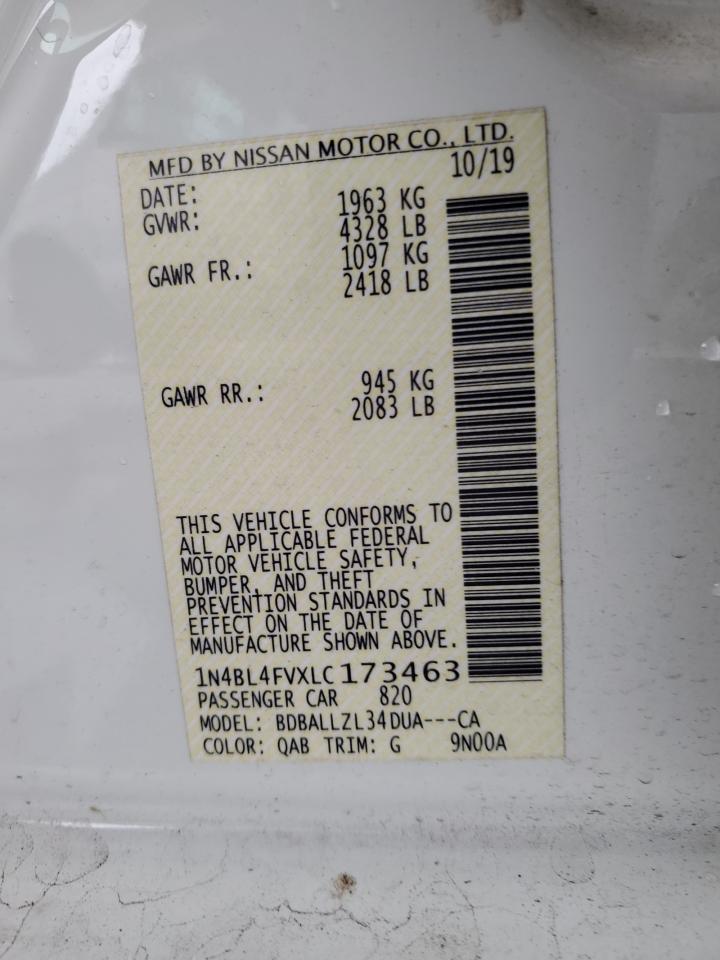 MFD BY NISSAN MOTOR CO., LTD.
DATE: 10/19
GVWR: 1963 KG
4328 LB
GAWR FR.: 1097 KG
2418 LB
GAWR RR.: 945 KG
2083 LB
THIS VEHICLE CONFORMS TO
ALL APPLICABLE FEDERAL
MOTOR VEHICLE SAFETY,
BUMPER, AND THEFT
PREVENTION STANDARDS IN
EFFECT ON THE DATE OF
MANUFACTURE SHOWN ABOVE.
1N4BL4FVXLC173463
PASSENGER CAR 820
MODEL: BDBALLZL34DUA---CA
COLOR: QAB TRIM: G 9N00A